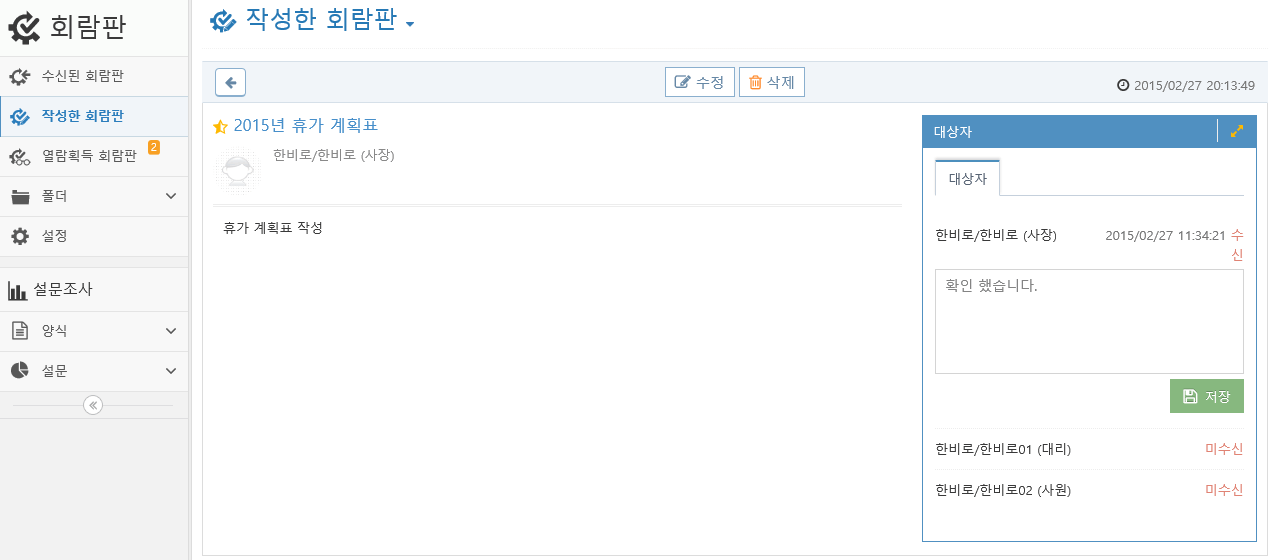 회람판
수신된 회람판
작성한 회람판
열람획득 회람판 2
폴더
설정
설문조사
양식
설문
작성한 회람판
수정 삭제 2015/02/27 20:13:49
2015년 휴가 계획표
한비로/한비로 (사장)
휴가 계획표 작성
대상자
대상자
한비로/한비로 (사장) 2015/02/27 11:34:21 수
신
확인 했습니다.
저장
한비로/한비로01 (대리) 미수신
한비로/한비로02 (사원) 미수신